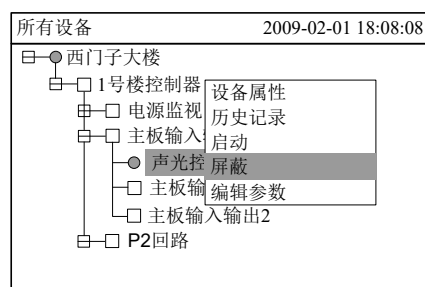 所有设备 2009-02-01 18:08:08
西门子大楼
1号楼控制器
设备属性
电源监视
历史记录
主板输入
启动
声光控
屏蔽
主板输
编辑参数
主板输入输出2
P2回路